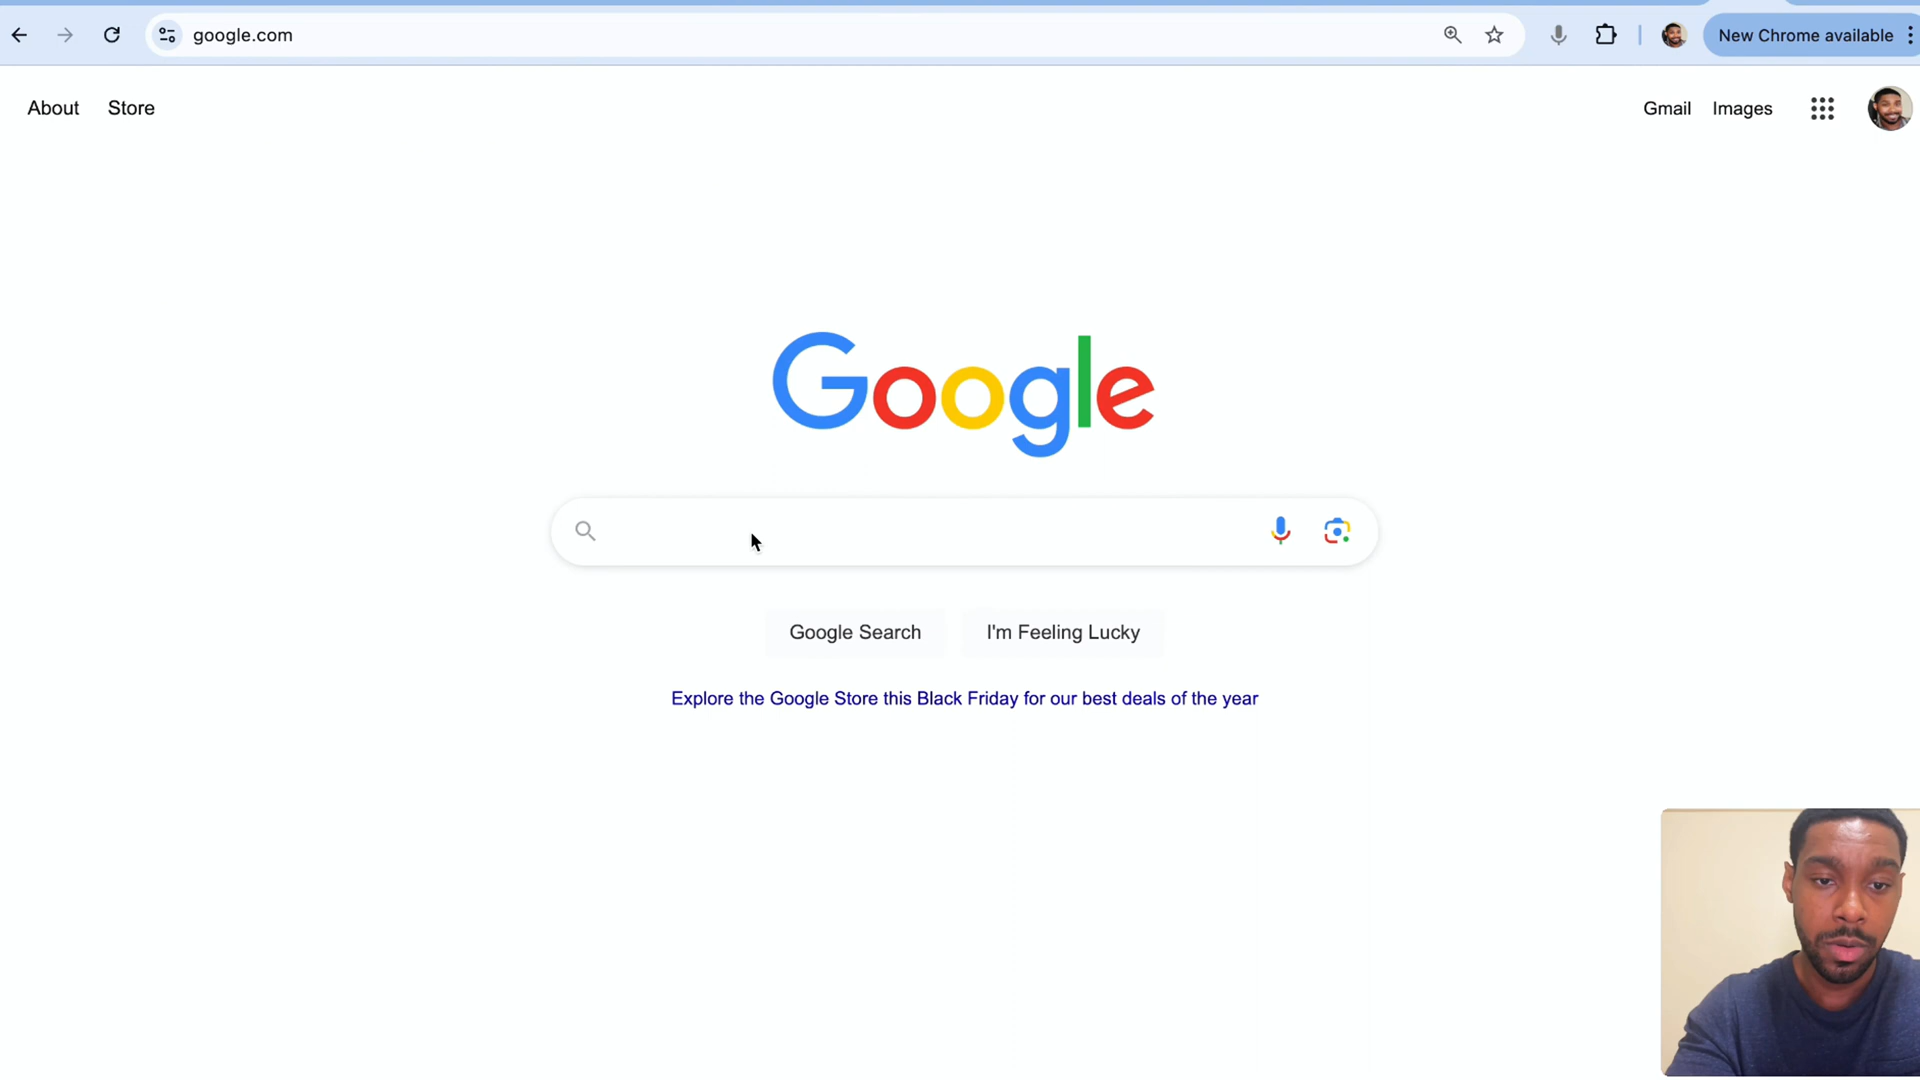 google.com
New Chrome available
About Store
Gmail Images
Google
Google Search
I'm Feeling Lucky
Explore the Google Store this Black Friday for our best deals of the year